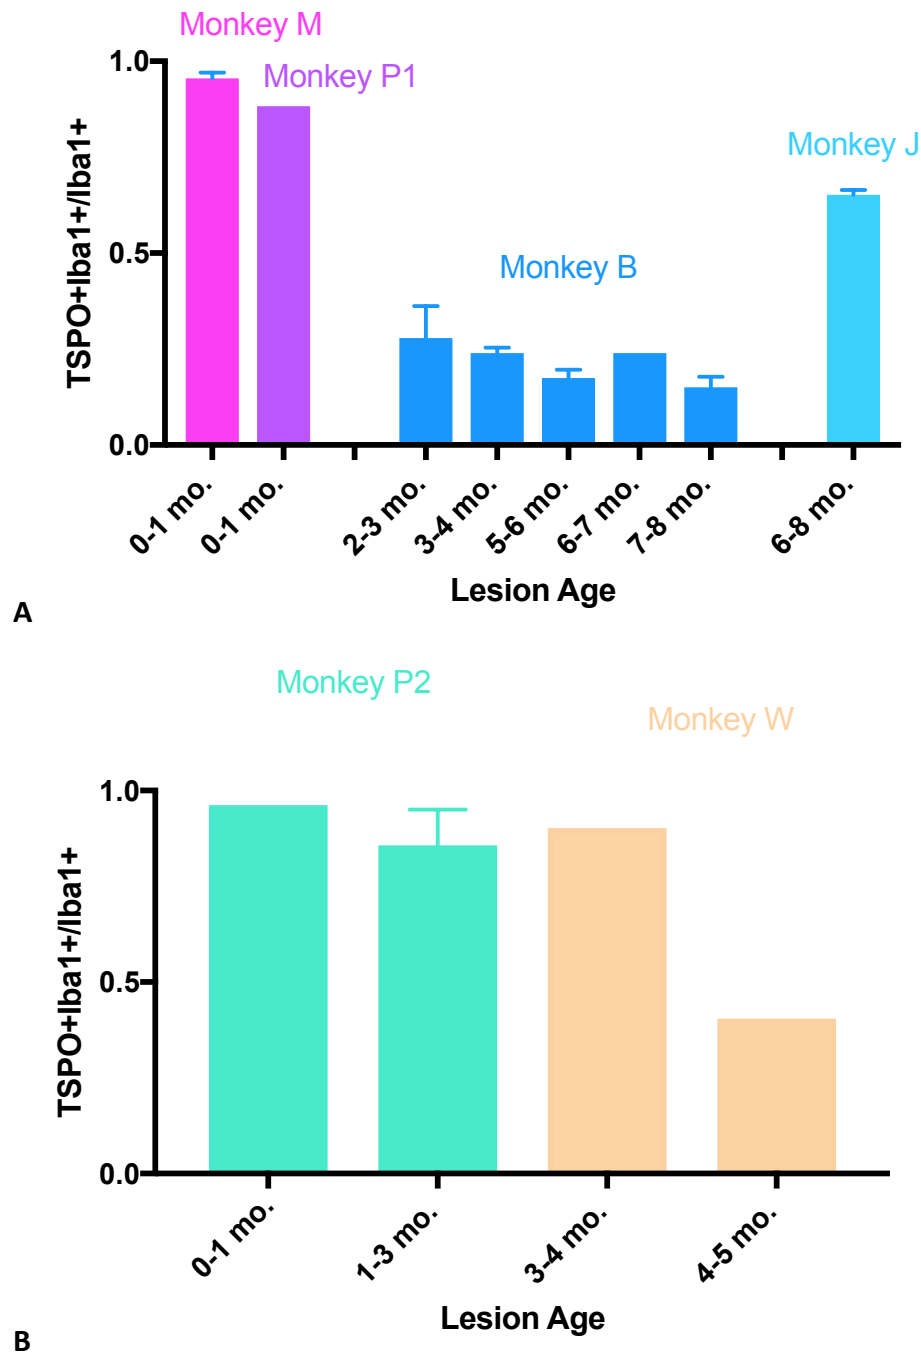 Monkey M
1.0
Monkey P1
Monkey J
TSPO+Iba1+/Iba1+
0.5
Monkey B
0.0
0-1 mo.
0-1 mo.
2-3 mo.
3-4 mo.
5-6 mo.
6-7 mo.
7-8 mo.
6-8 mo.
Lesion Age
A
Monkey P2
Monkey W
1.0
TSPO+Iba1+/Iba1+
0.5
0.0
0-1 mo.
1-3 mo.
3-4 mo.
4-5 mo.
Lesion Age
B